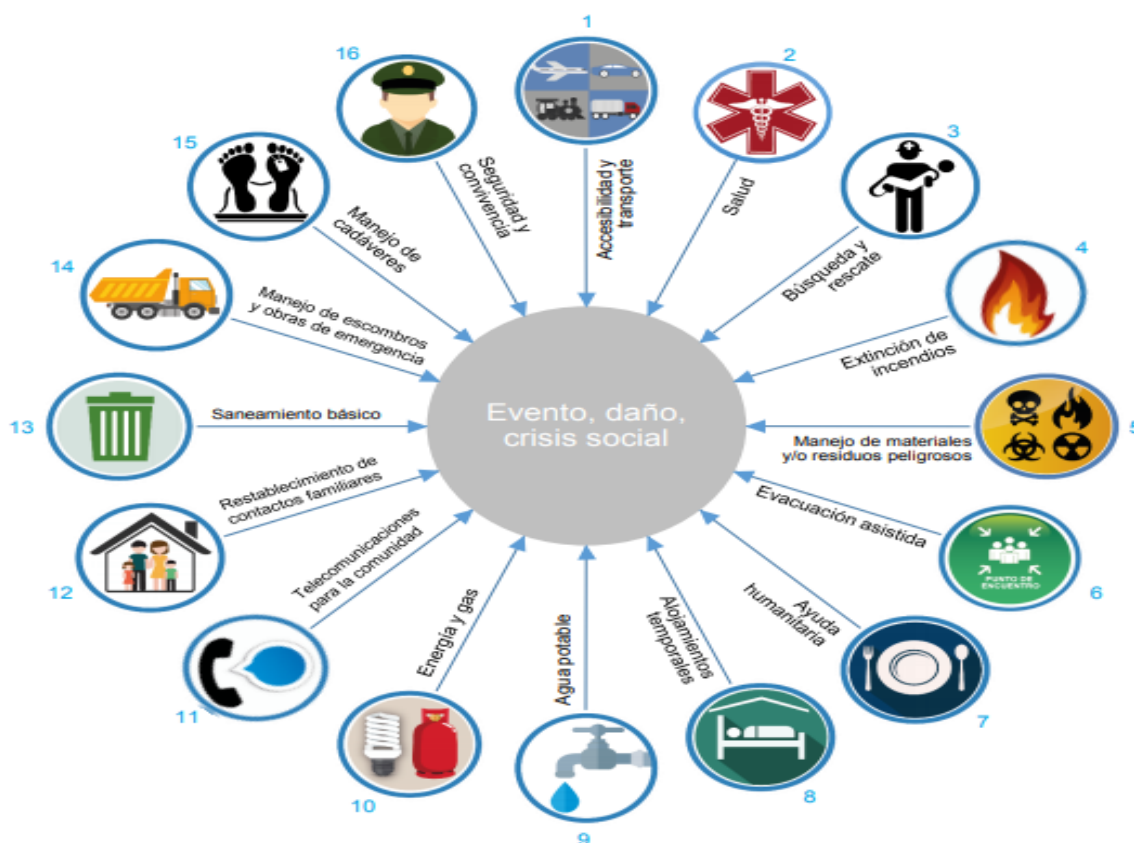 1
Accesibilidad y
transporte
2
Salud
3
Búsqueda y
rescate
4
Extinción de
incendios
5
Manejo de materiales
y/o residuos peligrosos
6
Evacuación asistida
PUNTO DE
ENCUENTRO
7
Ayuda
humanitaria
8
Alojamientos
temporales
9
Agua potable
10
Energía y gas
11
Telecomunicaciones
para la comunidad
12
Restablecimiento de
contactos familiares
13
Saneamiento básico
14
Manejo de escombros
y obras de emergencia
15
Manejo de
cadáveres
16
Seguridad y
convivencia
Evento, daño,
crisis social